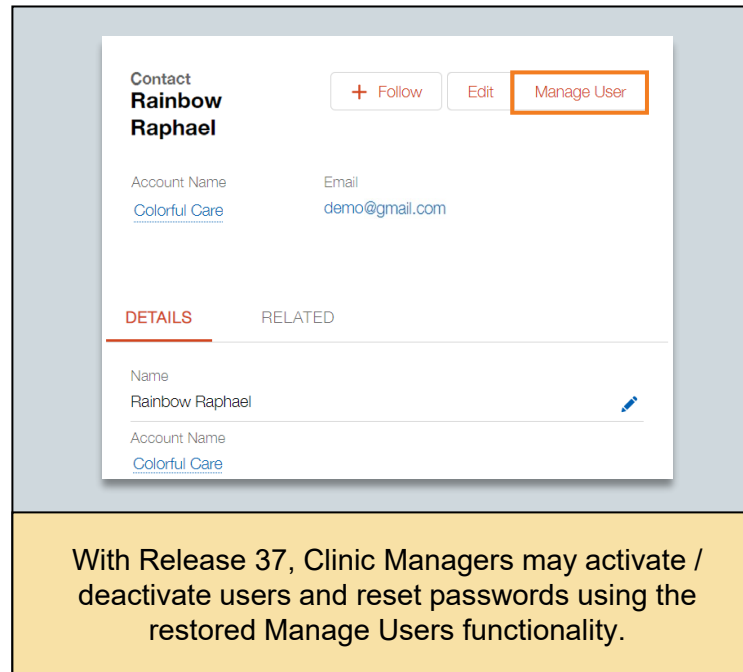 Contact
Rainbow
Raphael
+ Follow
Edit
Manage User
Account Name
Email
Colorful Care
demo@gmail.com
DETAILS
RELATED
Name
Rainbow Raphael
Account Name
Colorful Care
With Release 37, Clinic Managers may activate /
deactivate users and reset passwords using the
restored Manage Users functionality.